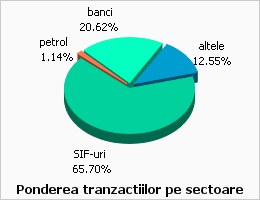 banci
20.62%
petrol
1.14%
altele
12.55%
SIF-uri
65.70%
Ponderea tranzactiilor pe sectoare